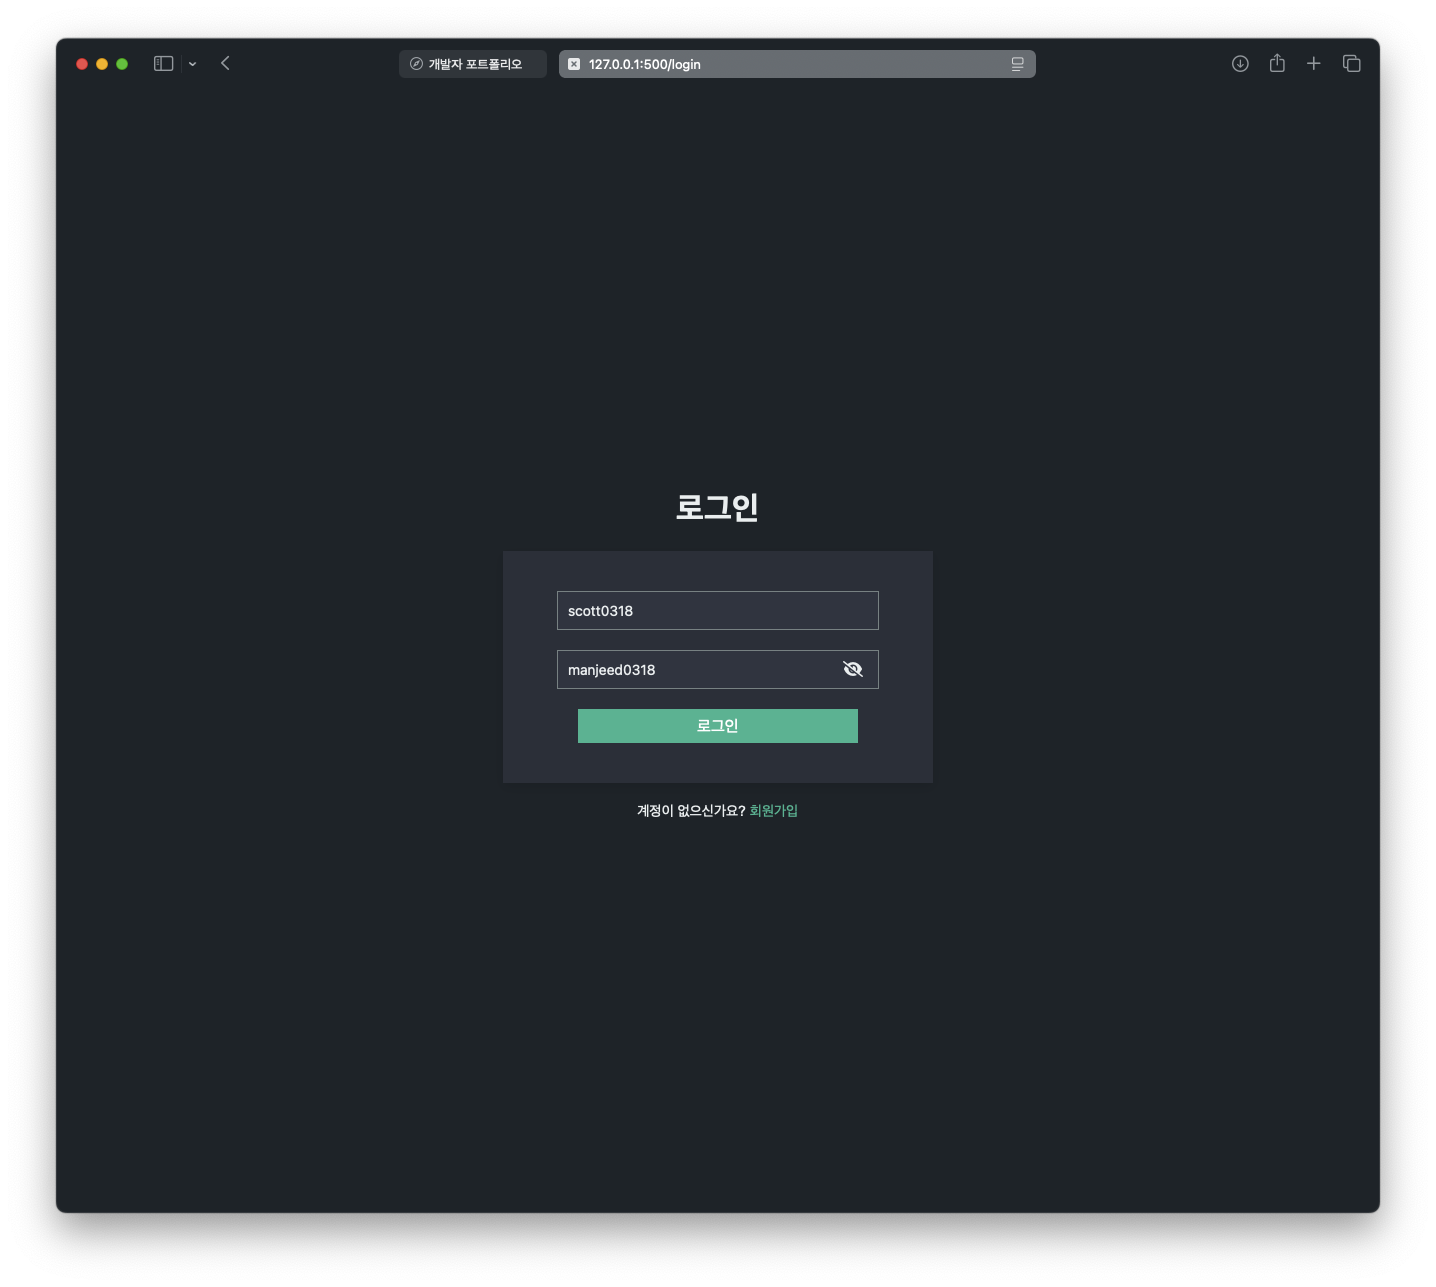 개발자 포트폴리오
127.0.0.1:500/login
로그인
scott0318
manjeed0318
로그인
계정이 없으신가요? 회원가입